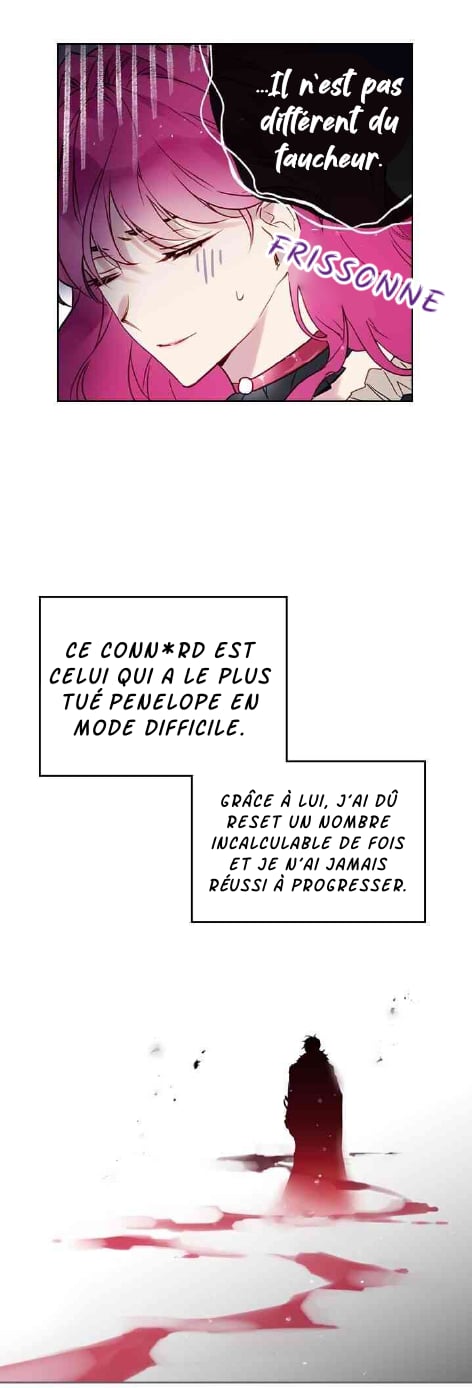 ...Il n'est pas
différent du
faucheur.
FRISSONNE
CE CONN*RD EST
CELUI QUI A LE PLUS
TUÉ PENELOPE EN
MODE DIFFICILE.
GRÂCE À LUI, J'AI DÛ
RESET UN NOMBRE
INCALCULABLE DE FOIS
ET JE N'AI JAMAIS
RÉUSSI À PROGRESSER.